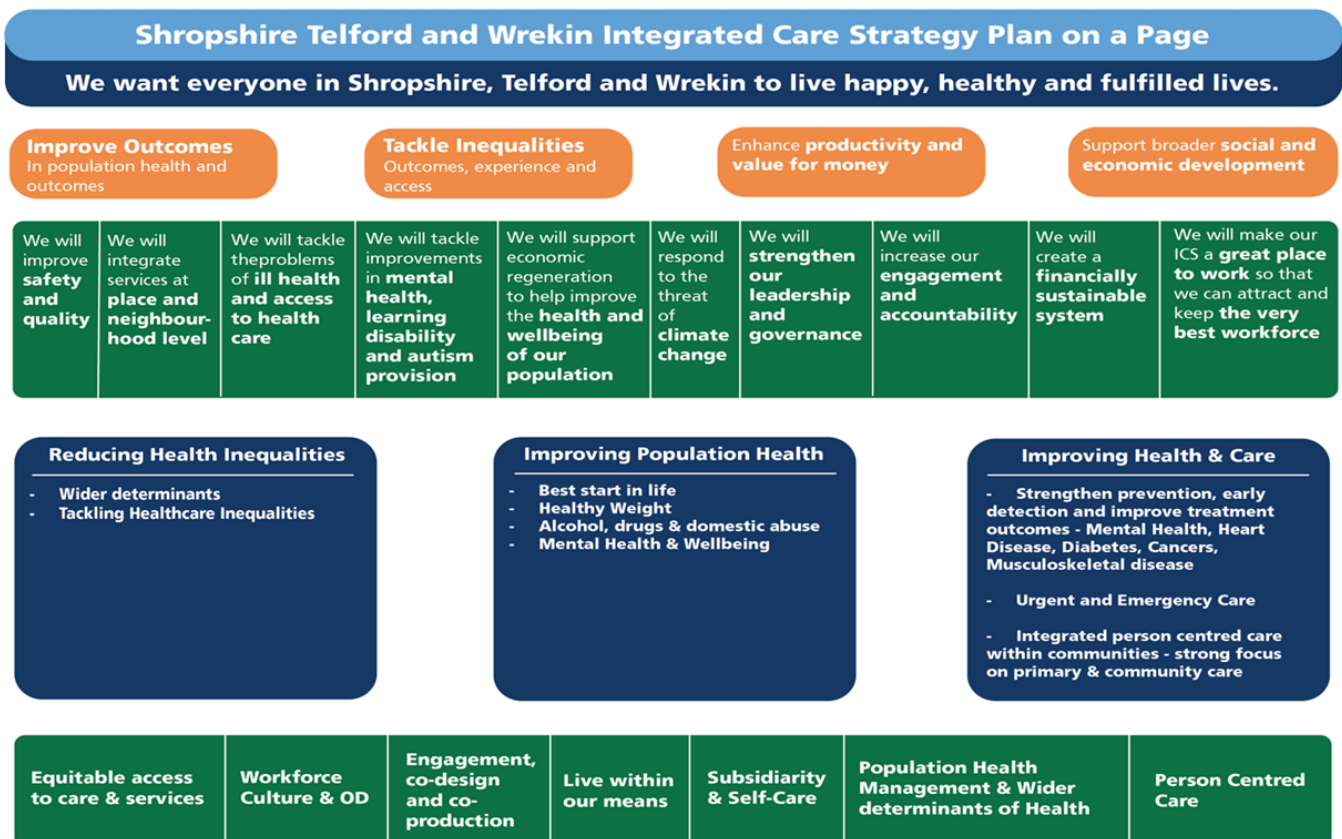 Shropshire Telford and Wrekin Integrated Care Strategy Plan on a Page
We want everyone in Shropshire, Telford and Wrekin to live happy, healthy and fulfilled lives.
Improve Outcomes
In population health and
outcomes
Tackle Inequalities
Outcomes, experience and
access
Enhance productivity and
value for money
Support broader social and
economic development
We will
improve
safety
and
quality
We will
integrate
services at
place and
neighbour-
hood level
We will tackle
theproblems
of ill health
and access
to health
care
We will tackle
improvements
in mental
health,
learning
disability
and autism
provision
We will support
economic
regeneration
to help improve
the health and
wellbeing
of our
population
We will
respond
to the
threat
of
climate
change
We will
strengthen
our
leadership
and
governance
We will
increase our
engagement
and
accountability
We will
create a
financially
sustainable
system
We will make our
ICS a great place
to work so that
we can attract and
keep the very
best workforce
Reducing Health Inequalities
- Wider determinants
- Tackling Healthcare Inequalities
Improving Population Health
- Best start in life
- Healthy Weight
- Alcohol, drugs & domestic abuse
- Mental Health & Wellbeing
Improving Health & Care
- Strengthen prevention, early
detection and improve treatment
outcomes - Mental Health, Heart
Disease, Diabetes, Cancers,
Musculoskeletal disease
- Urgent and Emergency Care
- Integrated person centred care
within communities - strong focus
on primary & community care
Equitable access
to care & services
Workforce
Culture & OD
Engagement,
co-design
and co-
production
Live within
our means
Subsidiarity
& Self-Care
Population Health
Management & Wider
determinants of Health
Person Centred
Care